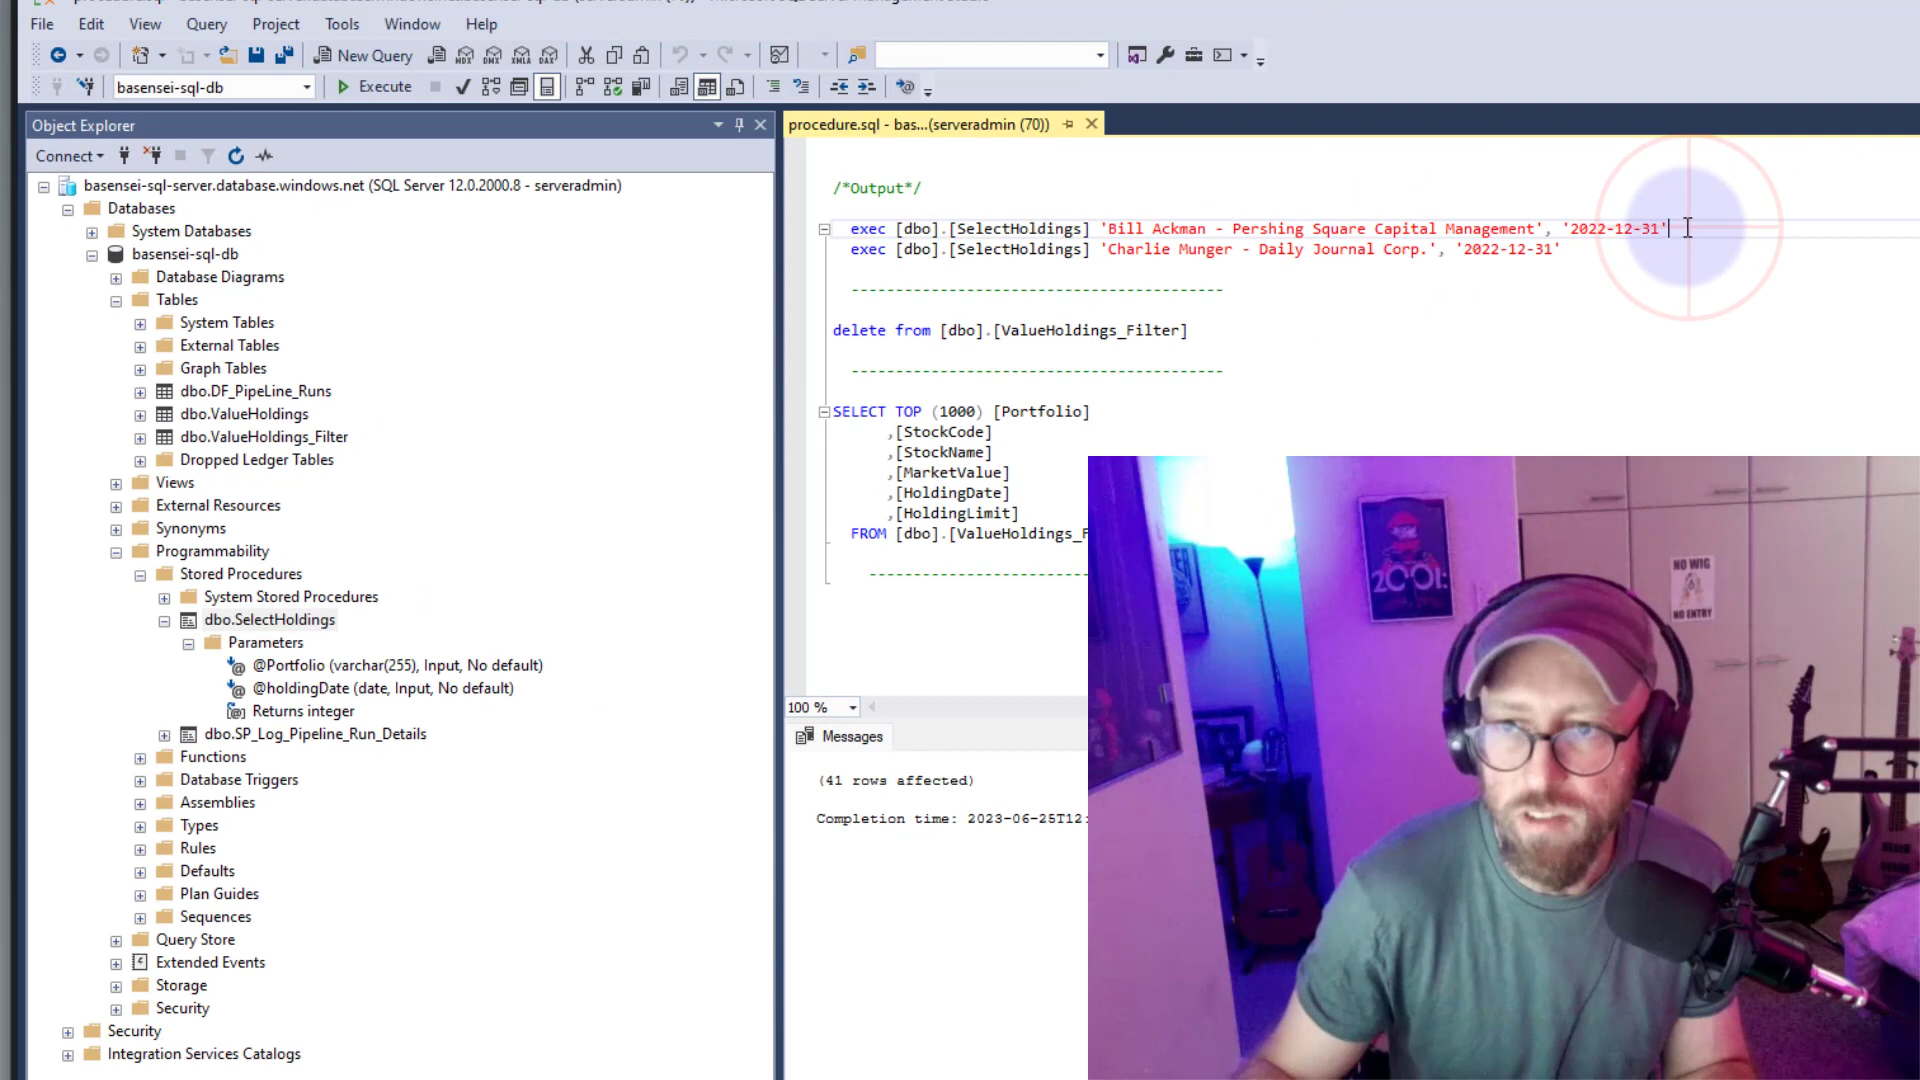 File Edit View Query Project Tools Window Help
New Query MDX DMX XMLA DAX
basensei-sql-db Execute
Object Explorer
Connect
basensei-sql-server.database.windows.net (SQL Server 12.0.2000.8 - serveradmin)
Databases
System Databases
basensei-sql-db
Database Diagrams
Tables
System Tables
External Tables
Graph Tables
dbo.DF_PipeLine_Runs
dbo.ValueHoldings
dbo.ValueHoldings_Filter
Dropped Ledger Tables
Views
External Resources
Synonyms
Programmability
Stored Procedures
System Stored Procedures
dbo.SelectHoldings
Parameters
@Portfolio (varchar(255), Input, No default)
@holdingDate (date, Input, No default)
Returns integer
dbo.SP_Log_Pipeline_Run_Details
Functions
Database Triggers
Assemblies
Types
Rules
Defaults
Plan Guides
Sequences
Query Store
Extended Events
Storage
Security
Security
Integration Services Catalogs
procedure.sql - bas...(serveradmin (70))
/*Output*/
exec [dbo].[SelectHoldings] 'Bill Ackman - Pershing Square Capital Management', '2022-12-31'
exec [dbo].[SelectHoldings] 'Charlie Munger - Daily Journal Corp.', '2022-12-31'
------------------------------------------
delete from [dbo].[ValueHoldings_Filter]
------------------------------------------
SELECT TOP (1000) [Portfolio]
,[StockCode]
,[StockName]
,[MarketValue]
,[HoldingDate]
,[HoldingLimit]
FROM [dbo].[ValueHoldings_F
-------------------------
100 %
Messages
(41 rows affected)
Completion time: 2023-06-25T12:
2001:
NO WIG
NO ENTRY